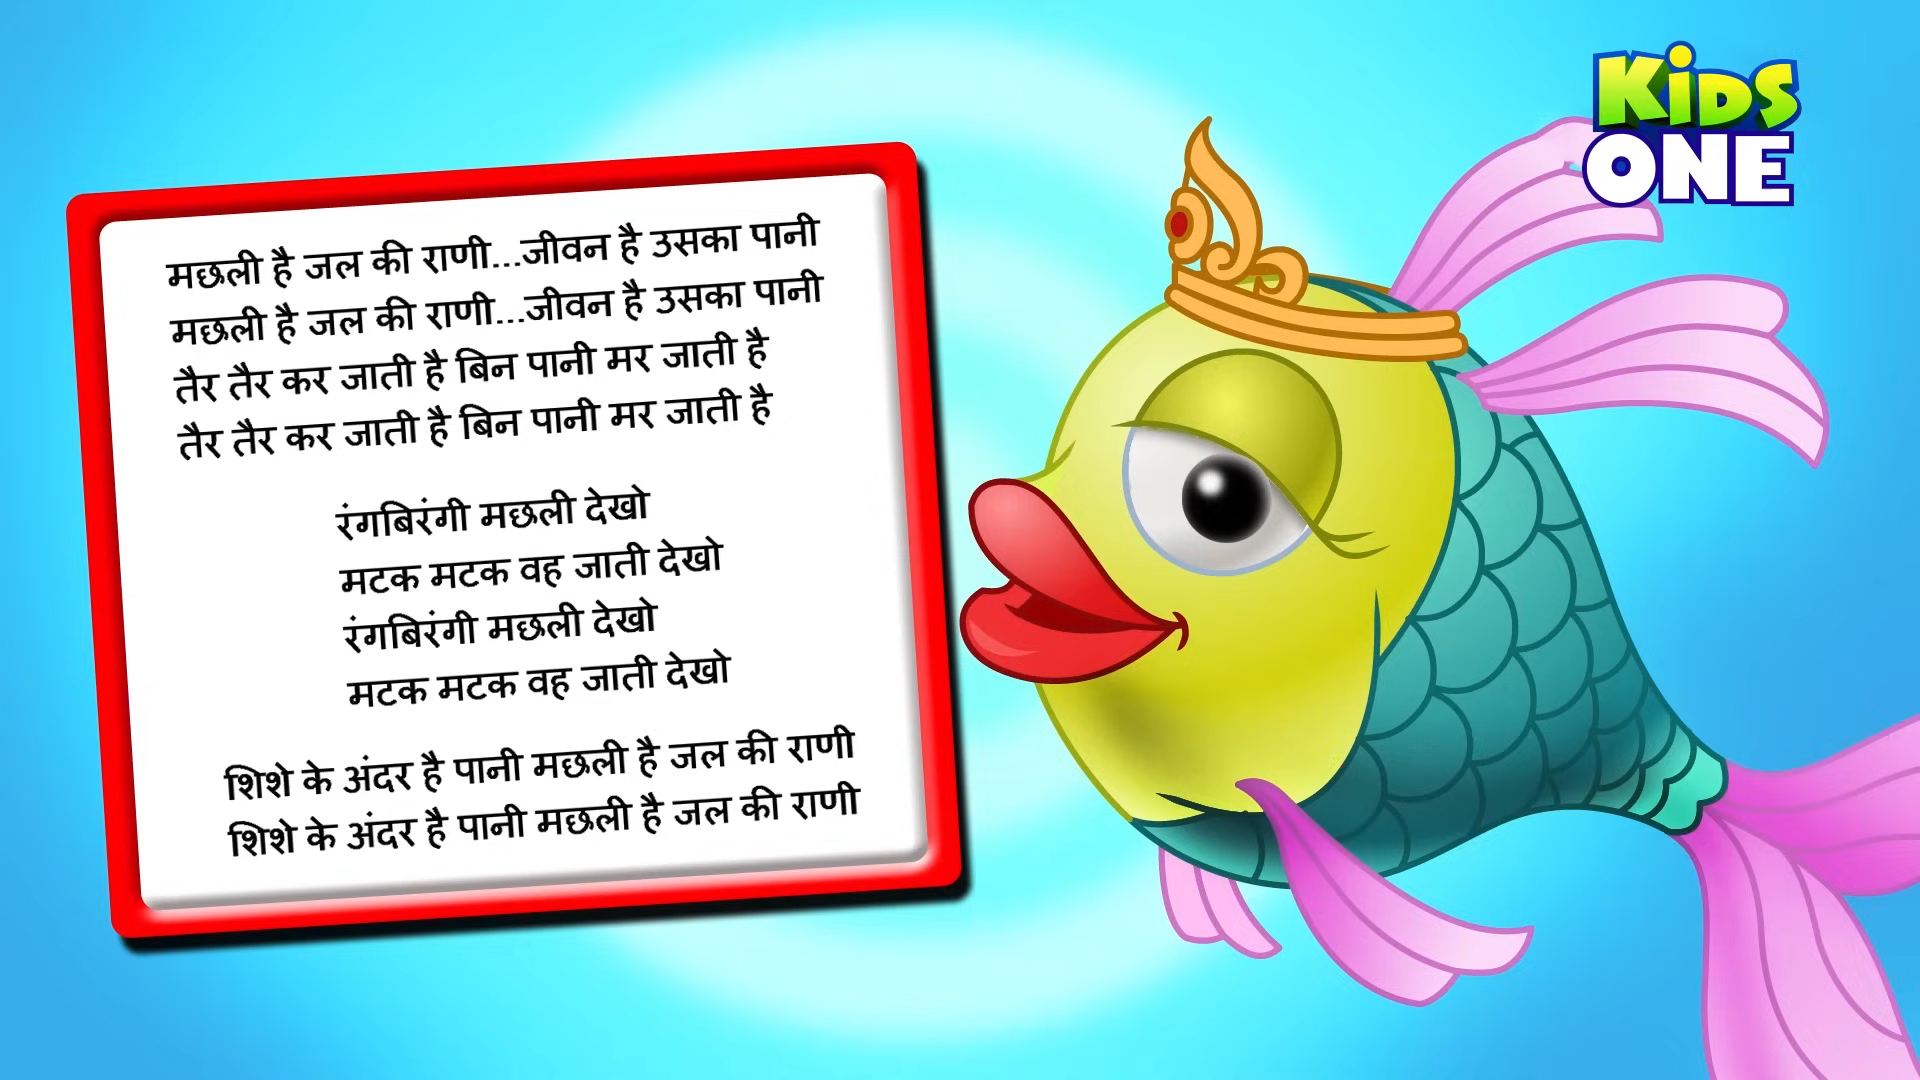 मछली है जल की राणी...जीवन है उसका पानी
मछली है जल की राणी...जीवन है उसका पानी
तैर तैर कर जाती है बिन पानी मर जाती है
तैर तैर कर जाती है बिन पानी मर जाती है
रंगबिरंगी मछली देखो
मटक मटक वह जाती देखो
रंगबिरंगी मछली देखो
मटक मटक वह जाती देखो
शिशे के अंदर है पानी मछली है जल की राणी
शिशे के अंदर है पानी मछली है जल की राणी
KiDS
ONE